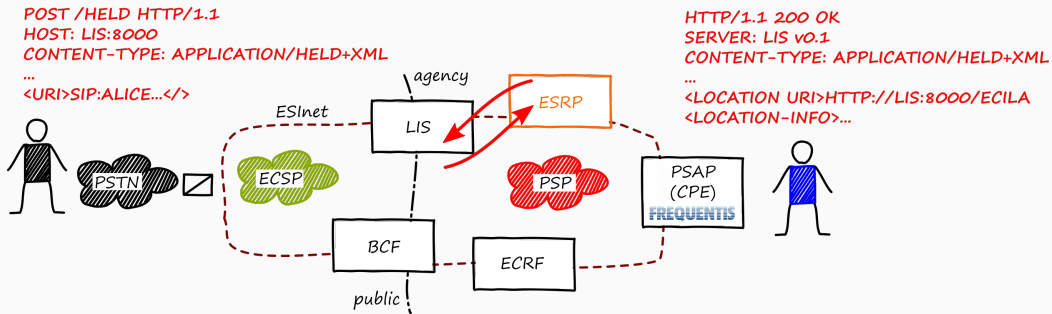 POST /HELD HTTP/1.1
HOST: LIS:8000
CONTENT-TYPE: APPLICATION/HELD+XML
...
<URI>SIP:ALICE...</>
HTTP/1.1 200 OK
SERVER: LIS v0.1
CONTENT-TYPE: APPLICATION/HELD+XML
...
<LOCATION URI>HTTP://LIS:8000/ECILA
<LOCATION-INFO>...
agency
ESInet
LIS
ESRP
PSTN
ECSP
PSP
PSAP
(CPE)
FREQUENTIS
BCF
ECRF
public